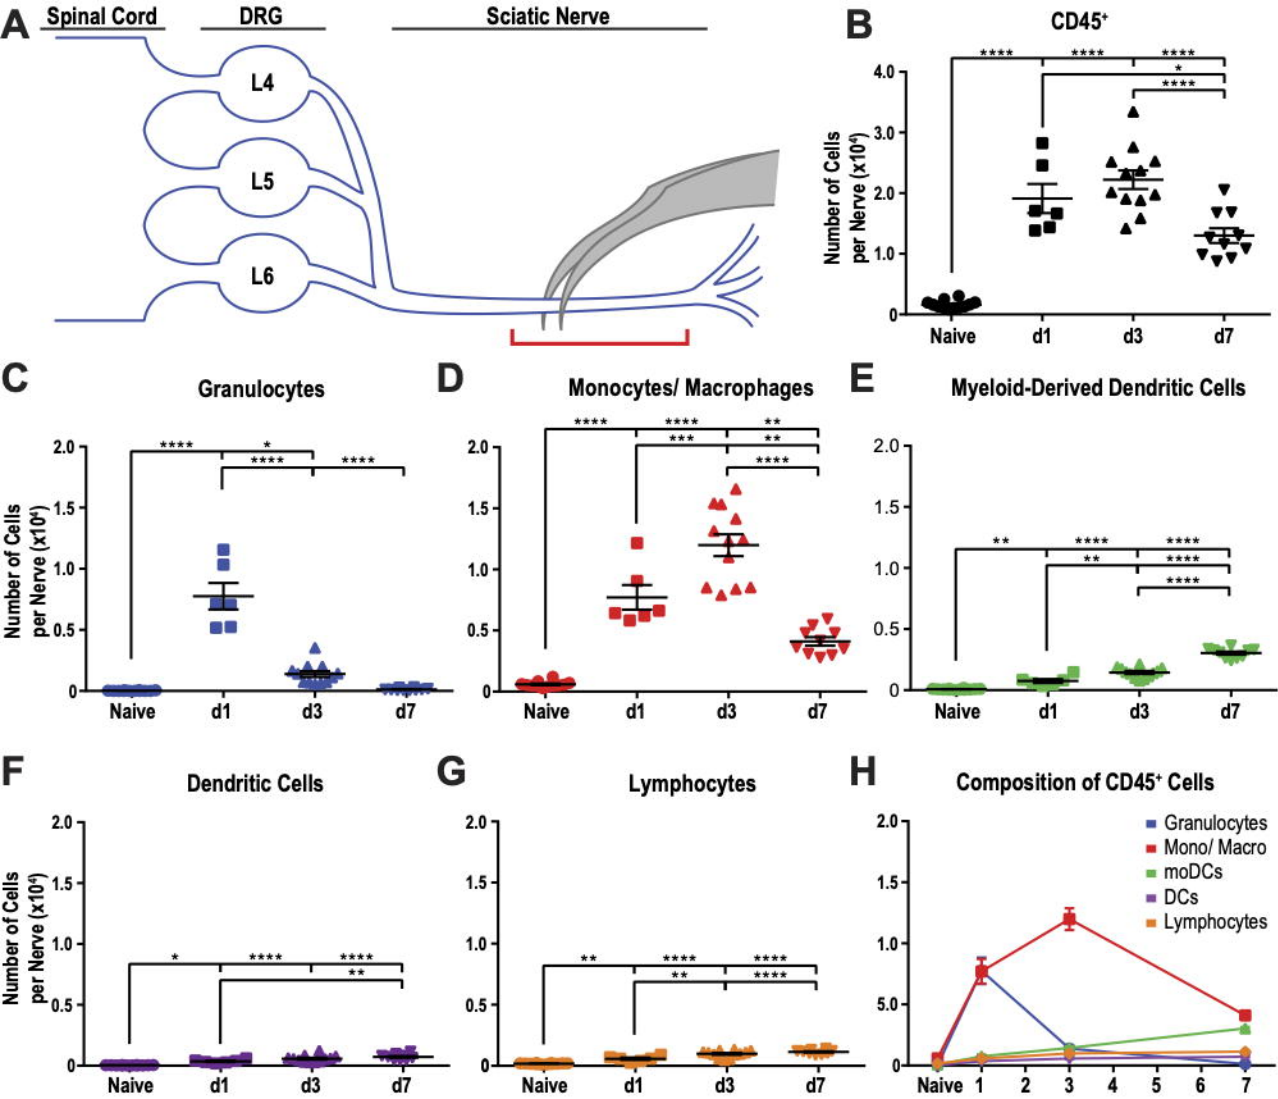 A
Spinal Cord
DRG
Sciatic Nerve
L4
L5
L6
B
CD45⁺
****
****
****
*
****
Number of Cells
per Nerve (x10⁴)
4.0
3.0
2.0
1.0
0
Naive
d1
d3
d7
C
Granulocytes
****
*
****
****
Number of Cells
per Nerve (x10⁴)
2.0
1.5
1.0
0.5
0
Naive
d1
d3
d7
D
Monocytes/ Macrophages
****
****
**
***
**
****
2.0
1.5
1.0
0.5
0
Naive
d1
d3
d7
E
Myeloid-Derived Dendritic Cells
**
****
****
**
****
****
2.0
1.5
1.0
0.5
0
Naive
d1
d3
d7
F
Dendritic Cells
*
****
****
**
Number of Cells
per Nerve (x10⁴)
2.0
1.5
1.0
0.5
0
Naive
d1
d3
d7
G
Lymphocytes
**
****
****
**
****
2.0
1.5
1.0
0.5
0
Naive
d1
d3
d7
H
Composition of CD45⁺ Cells
Granulocytes
Mono/ Macro
moDCs
DCs
Lymphocytes
2.0
1.5
1.0
5.0
0
Naive 1 2 3 4 5 6 7